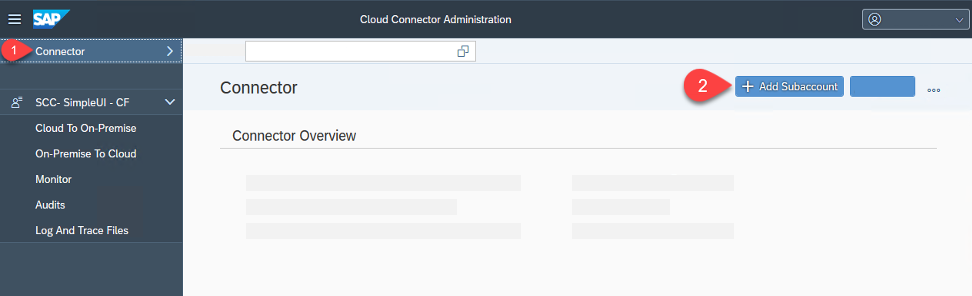 SAP
Cloud Connector Administration
1
Connector
Connector
2
+ Add Subaccount
...
SCC- SimpleUI - CF
Connector Overview
Cloud To On-Premise
On-Premise To Cloud
Monitor
Audits
Log And Trace Files